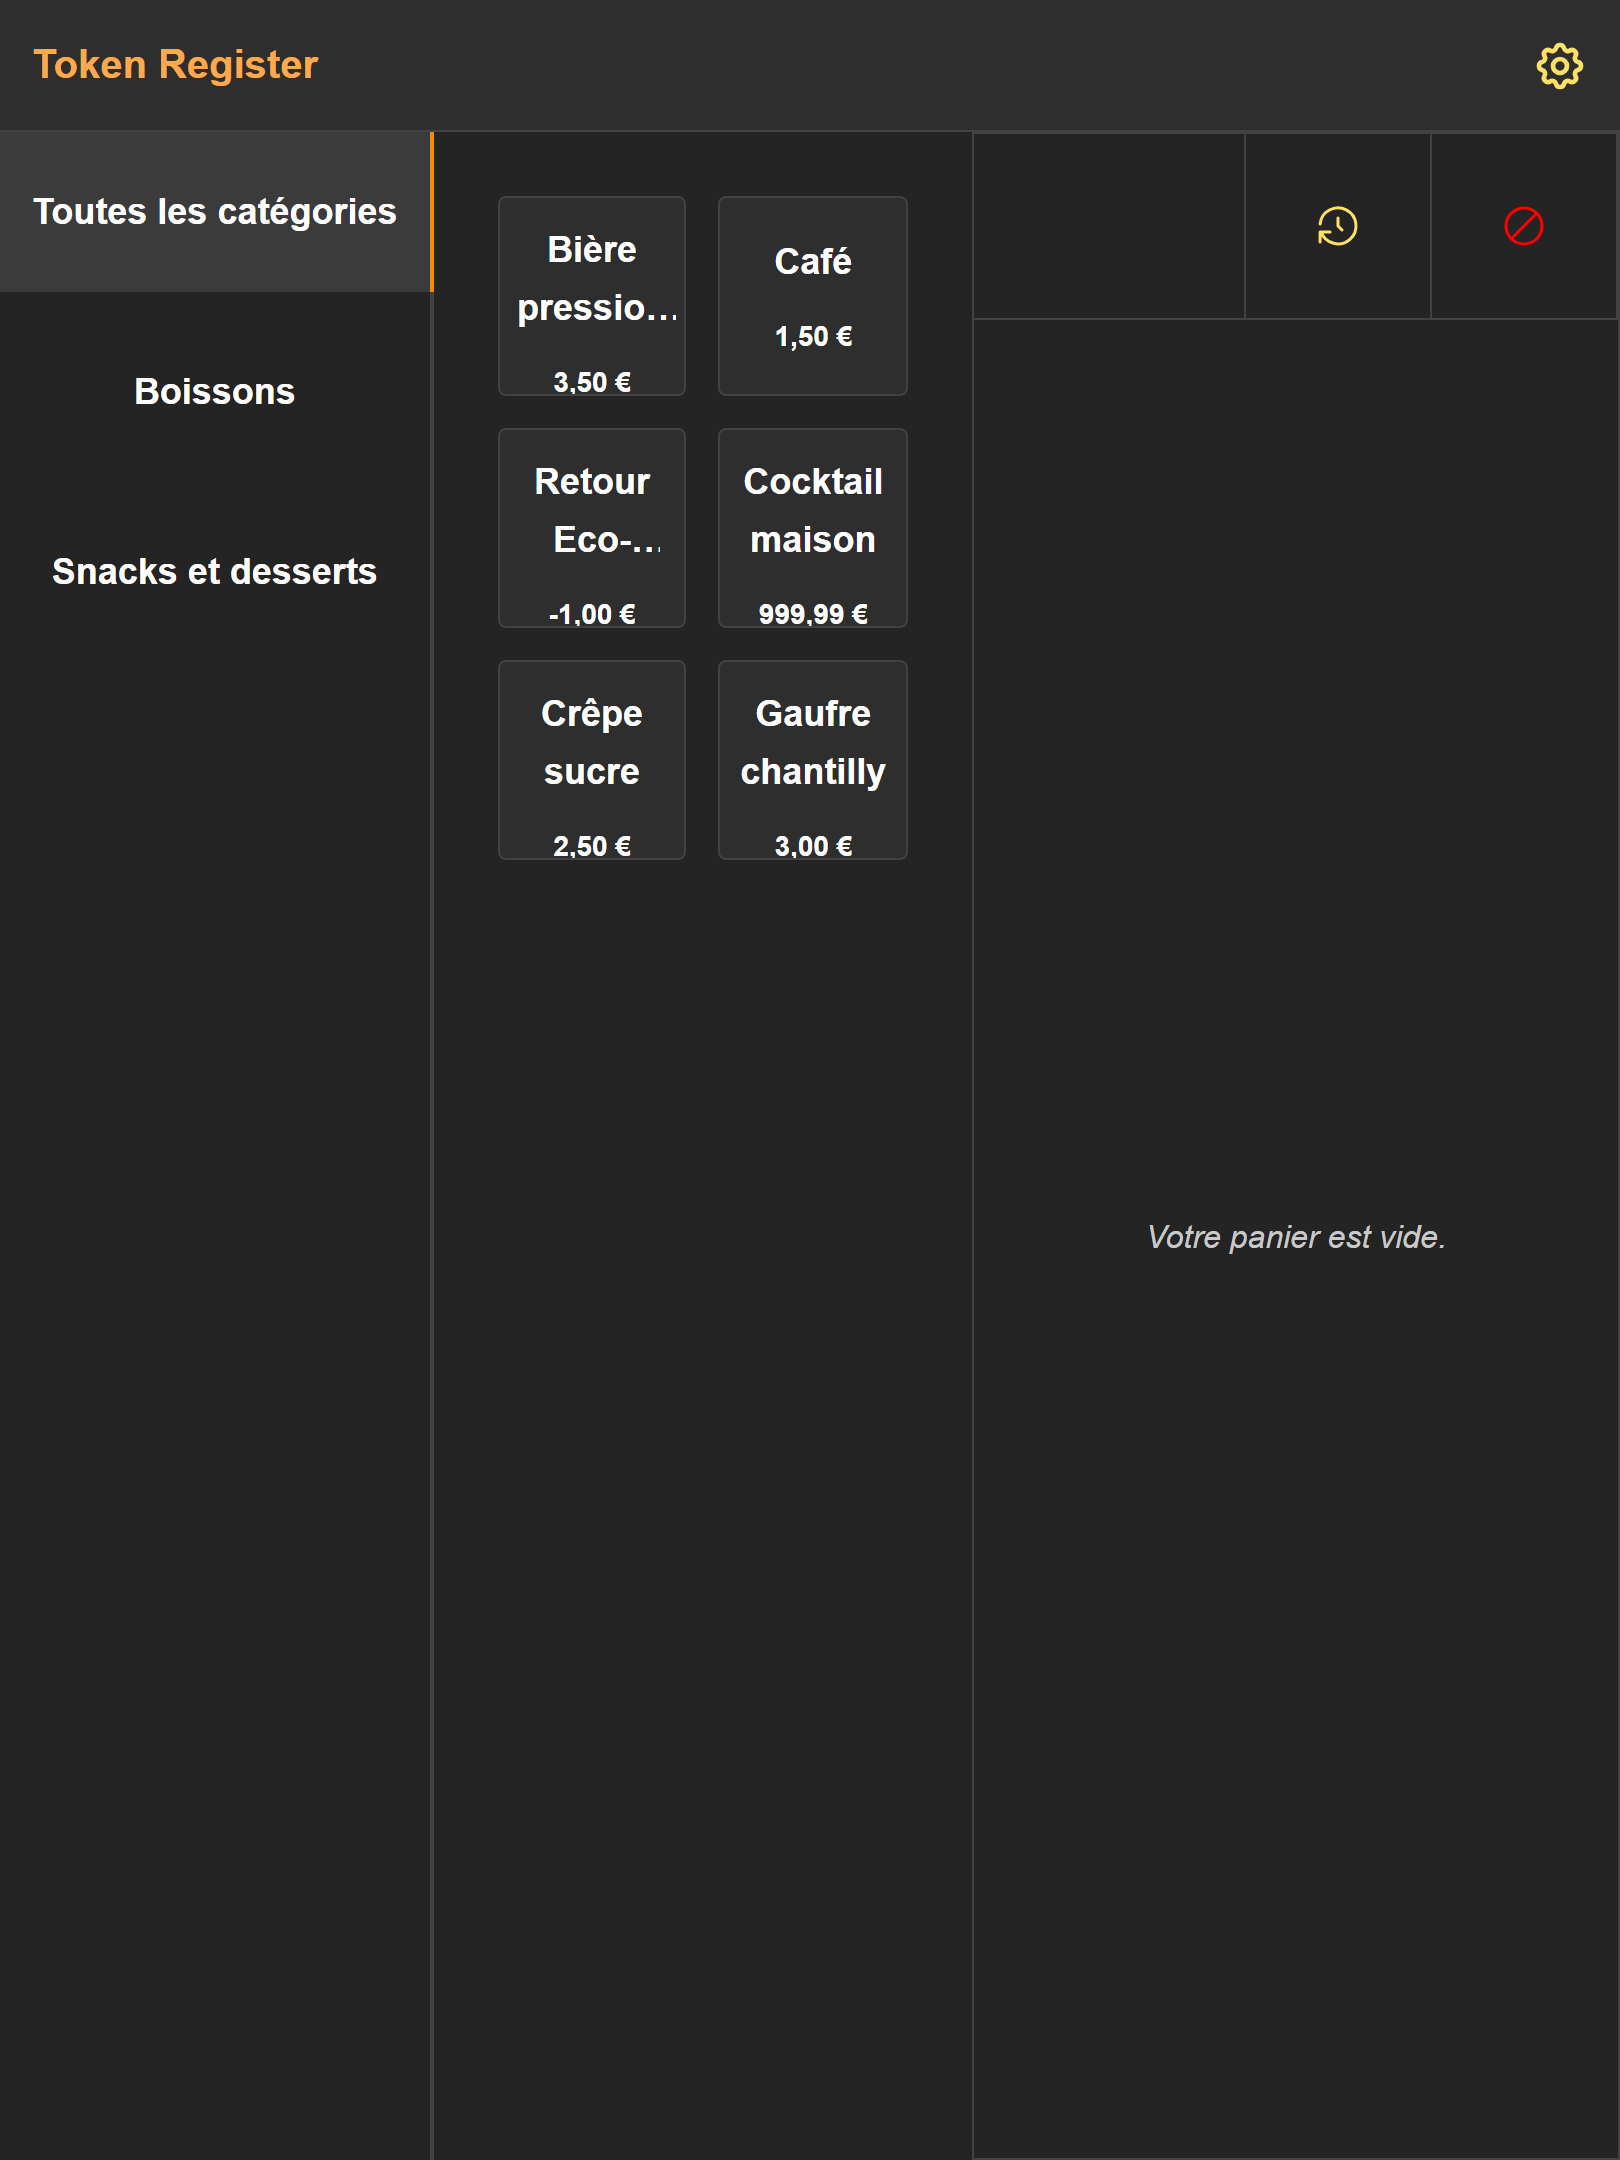 Token Register
Toutes les catégories
Boissons
Snacks et desserts
Bière
pressio...
3,50 €
Café
1,50 €
Retour
Eco-...
-1,00 €
Cocktail
maison
999,99 €
Crêpe
sucre
2,50 €
Gaufre
chantilly
3,00 €
Votre panier est vide.